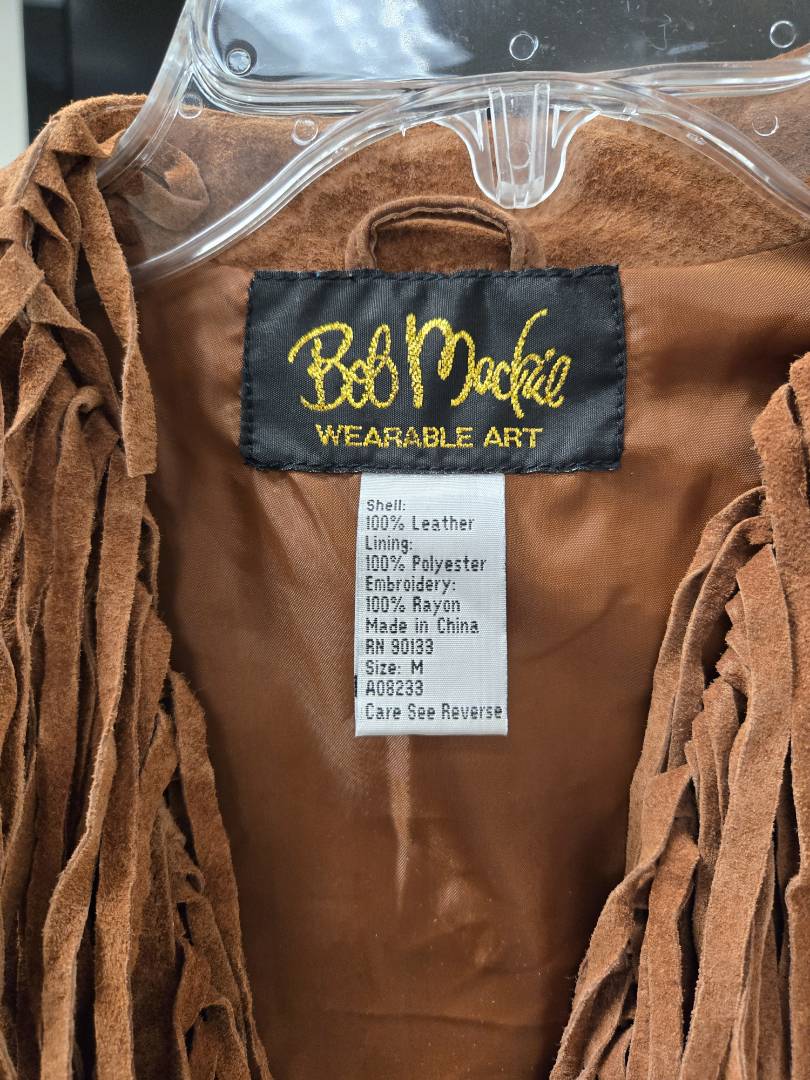 Bob Mackie
WEARABLE ART
Shell:
100% Leather
Lining:
100% Polyester
Embroidery:
100% Rayon
Made in China
RN 90133
Size: M
A08233
Care See Reverse